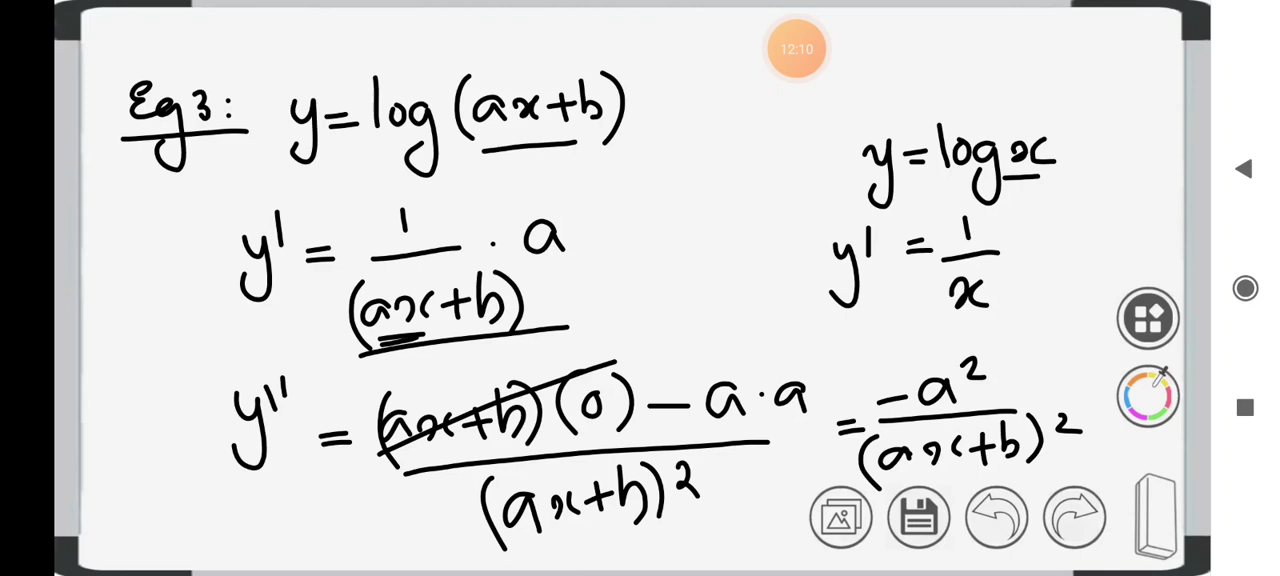 12:10
Eg 3: y = log (ax+b)
y = log x
y' = 1/(ax+b) · a
y' = 1/x
y'' = (ax+b)(0) − a·a / (ax+b)² = −a²/(ax+b)²